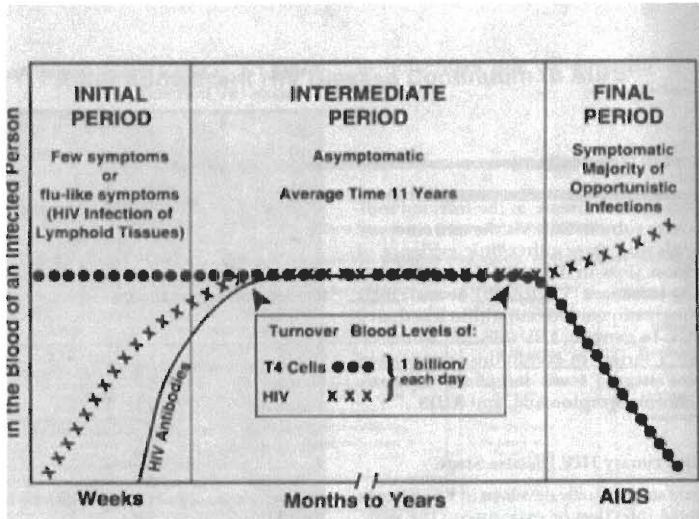 INITIAL
PERIOD
Few symptoms
or
flu-like symptoms
(HIV Infection of
Lymphoid Tissues)
INTERMEDIATE
PERIOD
Asymptomatic
Average Time 11 Years
FINAL
PERIOD
Symptomatic
Majority of
Opportunistic
Infections
in the Blood of an Infected Person
HIV Antibodies
Turnover Blood Levels of:
T4 Cells
HIV X X X
1 billion/
each day
Weeks
Months to Years
AIDS